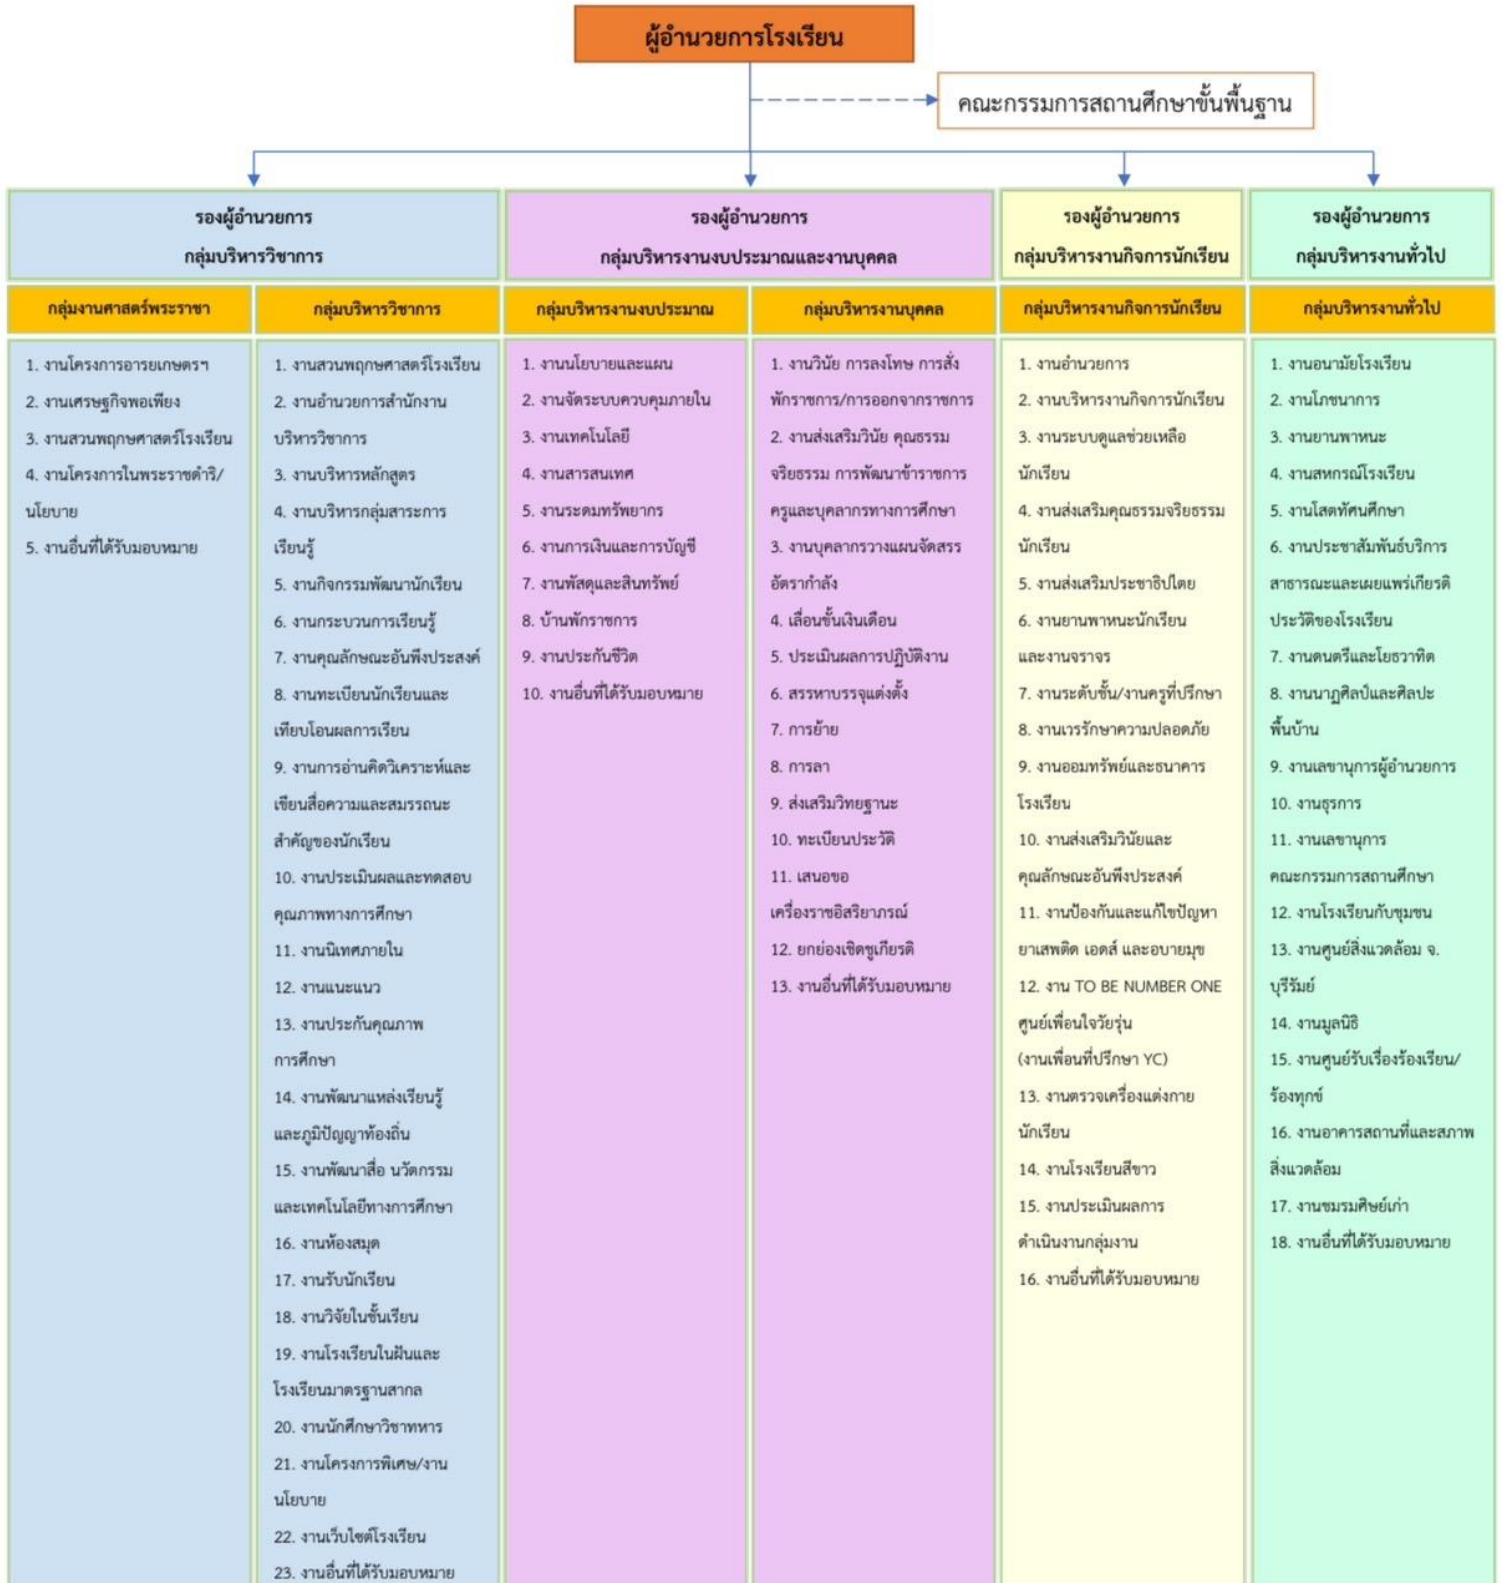 ผู้อำนวยการโรงเรียน
คณะกรรมการสถานศึกษาขั้นพื้นฐาน
รองผู้อำนวยการ
กลุ่มบริหารวิชาการ
รองผู้อำนวยการ
กลุ่มบริหารงานงบประมาณและงานบุคคล
รองผู้อำนวยการ
กลุ่มบริหารงานกิจการนักเรียน
รองผู้อำนวยการ
กลุ่มบริหารงานทั่วไป
กลุ่มงานศาสตร์พระราชา
1. งานโครงการอารยเกษตรฯ
2. งานเศรษฐกิจพอเพียง
3. งานสวนพฤกษศาสตร์โรงเรียน
4. งานโครงการในพระราชดำริ/
นโยบาย
5. งานอื่นที่ได้รับมอบหมาย
กลุ่มบริหารวิชาการ
1. งานสวนพฤกษศาสตร์โรงเรียน
2. งานอำนวยการสำนักงาน
บริหารวิชาการ
3. งานบริหารหลักสูตร
4. งานบริหารกลุ่มสาระการ
เรียนรู้
5. งานกิจกรรมพัฒนานักเรียน
6. งานกระบวนการเรียนรู้
7. งานคุณลักษณะอันพึงประสงค์
8. งานทะเบียนนักเรียนและ
เทียบโอนผลการเรียน
9. งานการอ่านคิดวิเคราะห์และ
เขียนสื่อความและสมรรถนะ
สำคัญของนักเรียน
10. งานประเมินผลและทดสอบ
คุณภาพทางการศึกษา
11. งานนิเทศภายใน
12. งานแนะแนว
13. งานประกันคุณภาพ
การศึกษา
14. งานพัฒนาแหล่งเรียนรู้
และภูมิปัญญาท้องถิ่น
15. งานพัฒนาสื่อ นวัตกรรม
และเทคโนโลยีทางการศึกษา
16. งานห้องสมุด
17. งานรับนักเรียน
18. งานวิจัยในชั้นเรียน
19. งานโรงเรียนในฝันและ
โรงเรียนมาตรฐานสากล
20. งานนักศึกษาวิชาทหาร
21. งานโครงการพิเศษ/งาน
นโยบาย
22. งานเว็บไซต์โรงเรียน
23. งานอื่นที่ได้รับมอบหมาย
กลุ่มบริหารงานงบประมาณ
1. งานนโยบายและแผน
2. งานจัดระบบควบคุมภายใน
3. งานเทคโนโลยี
4. งานสารสนเทศ
5. งานระดมทรัพยากร
6. งานการเงินและการบัญชี
7. งานพัสดุและสินทรัพย์
8. บ้านพักราชการ
9. งานประกันชีวิต
10. งานอื่นที่ได้รับมอบหมาย
กลุ่มบริหารงานบุคคล
1. งานวินัย การลงโทษ การสั่ง
พักราชการ/การออกจากราชการ
2. งานส่งเสริมวินัย คุณธรรม
จริยธรรม การพัฒนาข้าราชการ
ครูและบุคลากรทางการศึกษา
3. งานบุคลากรวางแผนจัดสรร
อัตรากำลัง
4. เลื่อนขั้นเงินเดือน
5. ประเมินผลการปฏิบัติงาน
6. สรรหาบรรจุแต่งตั้ง
7. การย้าย
8. การลา
9. ส่งเสริมวิทยฐานะ
10. ทะเบียนประวัติ
11. เสนอขอ
เครื่องราชอิสริยาภรณ์
12. ยกย่องเชิดชูเกียรติ
13. งานอื่นที่ได้รับมอบหมาย
กลุ่มบริหารงานกิจการนักเรียน
1. งานอำนวยการ
2. งานบริหารงานกิจการนักเรียน
3. งานระบบดูแลช่วยเหลือ
นักเรียน
4. งานส่งเสริมคุณธรรมจริยธรรม
นักเรียน
5. งานส่งเสริมประชาธิปไตย
6. งานยานพาหนะนักเรียน
และงานจราจร
7. งานระดับชั้น/งานครูที่ปรึกษา
8. งานเวรรักษาความปลอดภัย
9. งานออมทรัพย์และธนาคาร
โรงเรียน
10. งานส่งเสริมวินัยและ
คุณลักษณะอันพึงประสงค์
11. งานป้องกันและแก้ไขปัญหา
ยาเสพติด เอดส์ และอบายมุข
12. งาน TO BE NUMBER ONE
ศูนย์เพื่อนใจวัยรุ่น
(งานเพื่อนที่ปรึกษา YC)
13. งานตรวจเครื่องแต่งกาย
นักเรียน
14. งานโรงเรียนสีขาว
15. งานประเมินผลการ
ดำเนินงานกลุ่มงาน
16. งานอื่นที่ได้รับมอบหมาย
กลุ่มบริหารงานทั่วไป
1. งานอนามัยโรงเรียน
2. งานโภชนาการ
3. งานยานพาหนะ
4. งานสหกรณ์โรงเรียน
5. งานโสตทัศนศึกษา
6. งานประชาสัมพันธ์บริการ
สาธารณะและเผยแพร่เกียรติ
ประวัติของโรงเรียน
7. งานดนตรีและโยธวาทิต
8. งานนาฏศิลป์และศิลปะ
พื้นบ้าน
9. งานเลขานุการผู้อำนวยการ
10. งานธุรการ
11. งานเลขานุการ
คณะกรรมการสถานศึกษา
12. งานโรงเรียนกับชุมชน
13. งานศูนย์สิ่งแวดล้อม จ.
บุรีรัมย์
14. งานมูลนิธิ
15. งานศูนย์รับเรื่องร้องเรียน/
ร้องทุกข์
16. งานอาคารสถานที่และสภาพ
สิ่งแวดล้อม
17. งานชมรมศิษย์เก่า
18. งานอื่นที่ได้รับมอบหมาย